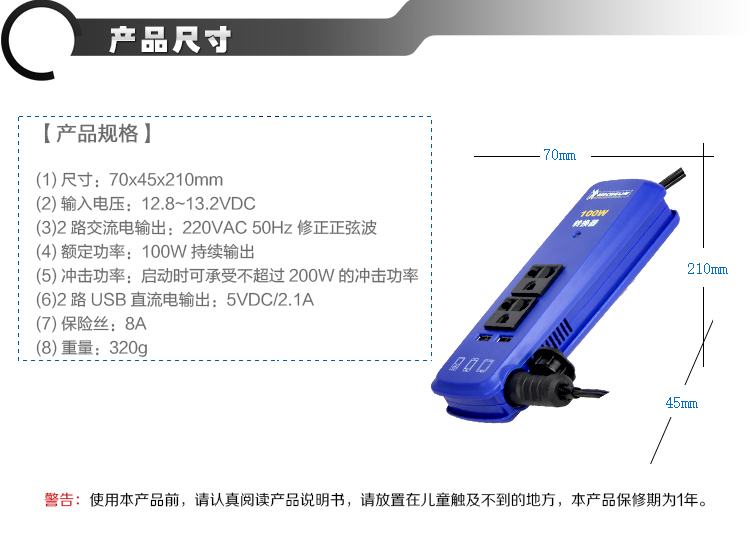 产品尺寸
【产品规格】
(1) 尺寸：70x45x210mm
(2) 输入电压：12.8~13.2VDC
(3)2 路交流电输出：220VAC 50Hz 修正正弦波
(4) 额定功率：100W 持续输出
(5) 冲击功率：启动时可承受不超过 200W 的冲击功率
(6)2 路 USB 直流电输出：5VDC/2.1A
(7) 保险丝：8A
(8) 重量：320g
70mm
MICHELIN
100W
转换器
210mm
45mm
警告：使用本产品前，请认真阅读产品说明书，请放置在儿童触及不到的地方，本产品保修期为1年。